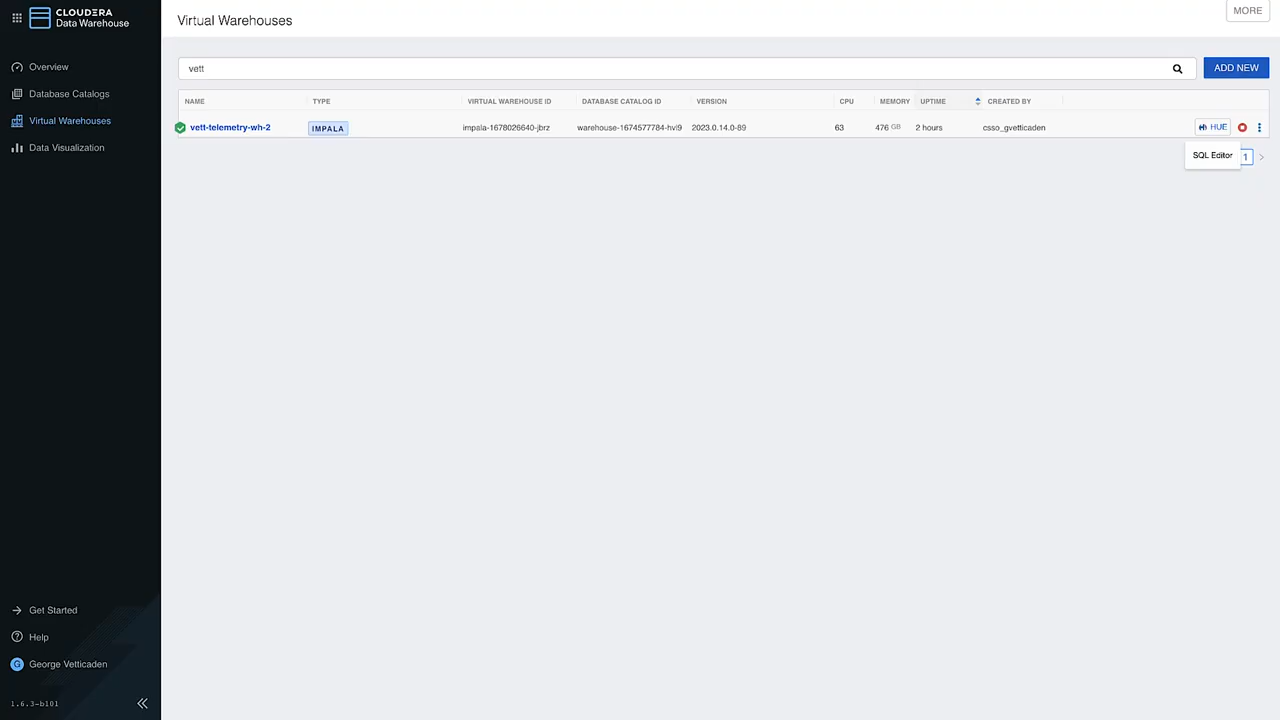 CLOUDERA
Data Warehouse
Overview
Database Catalogs
Virtual Warehouses
Data Visualization
Get Started
Help
G George Vetticaden
1.6.3-b101
Virtual Warehouses
MORE
vett
ADD NEW
NAME TYPE VIRTUAL WAREHOUSE ID DATABASE CATALOG ID VERSION CPU MEMORY UPTIME CREATED BY
vett-telemetry-wh-2 IMPALA impala-1678026640-jbrz warehouse-1674577784-hvl9 2023.0.14.0-89 63 476 GB 2 hours csso_gvetticaden HUE
SQL Editor 1